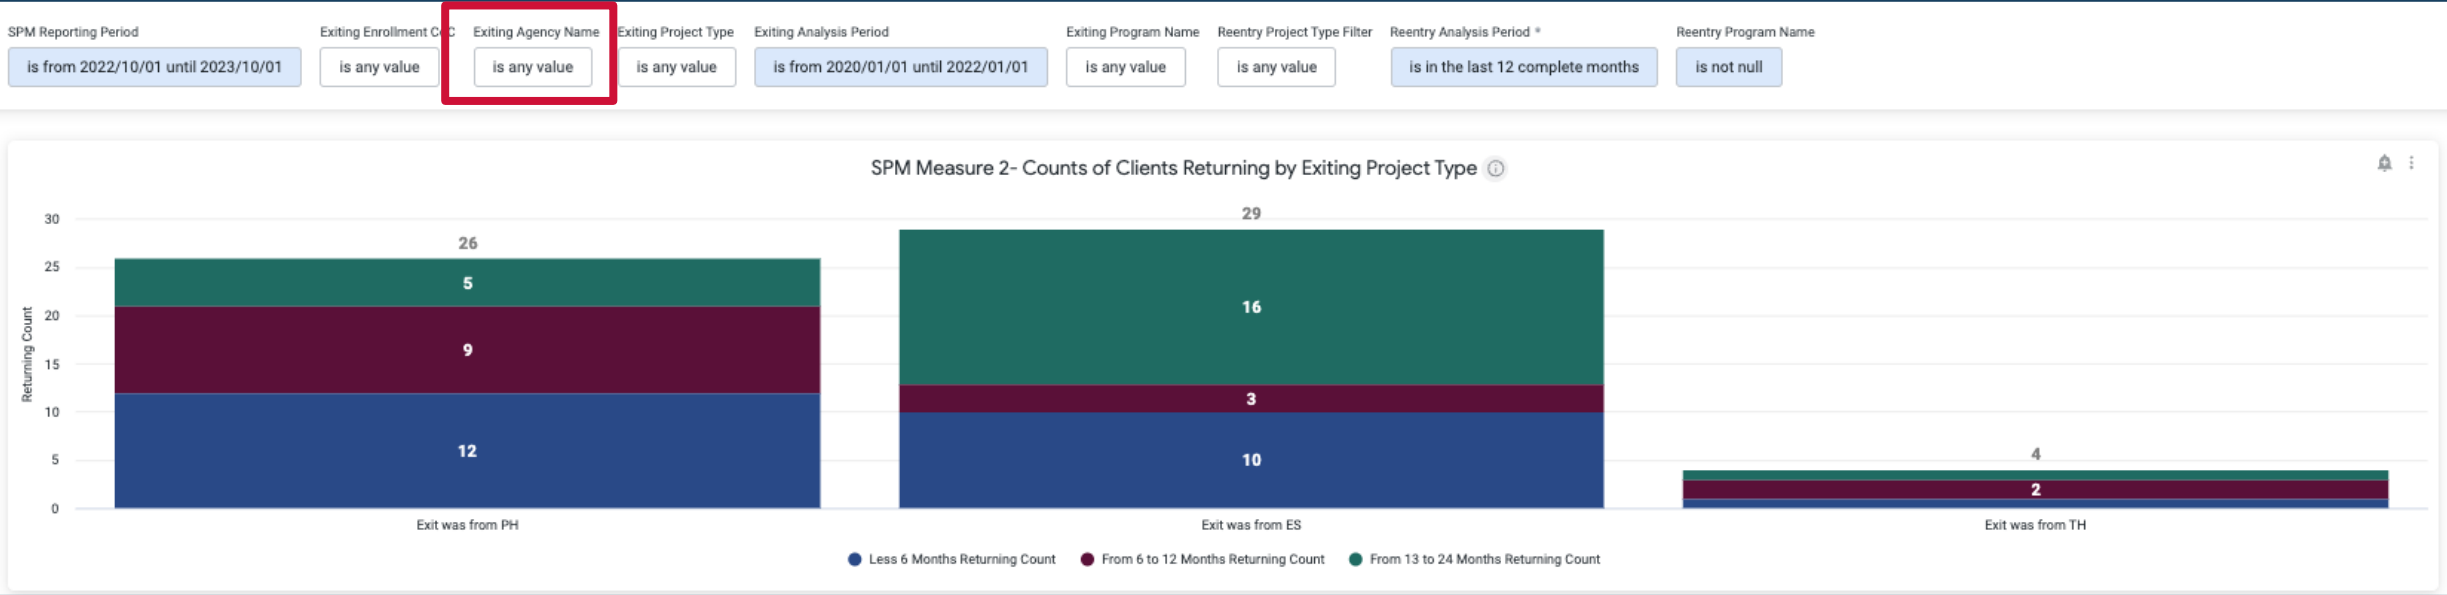 SPM Reporting Period
is from 2022/10/01 until 2023/10/01
Exiting Enrollment CoC
is any value
Exiting Agency Name
is any value
Exiting Project Type
is any value
Exiting Analysis Period
is from 2020/01/01 until 2022/01/01
Exiting Program Name
is any value
Reentry Project Type Filter
is any value
Reentry Analysis Period *
is in the last 12 complete months
Reentry Program Name
is not null
SPM Measure 2- Counts of Clients Returning by Exiting Project Type
Returning Count
30
25
20
15
10
5
0
26
5
9
12
29
16
3
10
4
2
Exit was from PH
Exit was from ES
Exit was from TH
Less 6 Months Returning Count
From 6 to 12 Months Returning Count
From 13 to 24 Months Returning Count